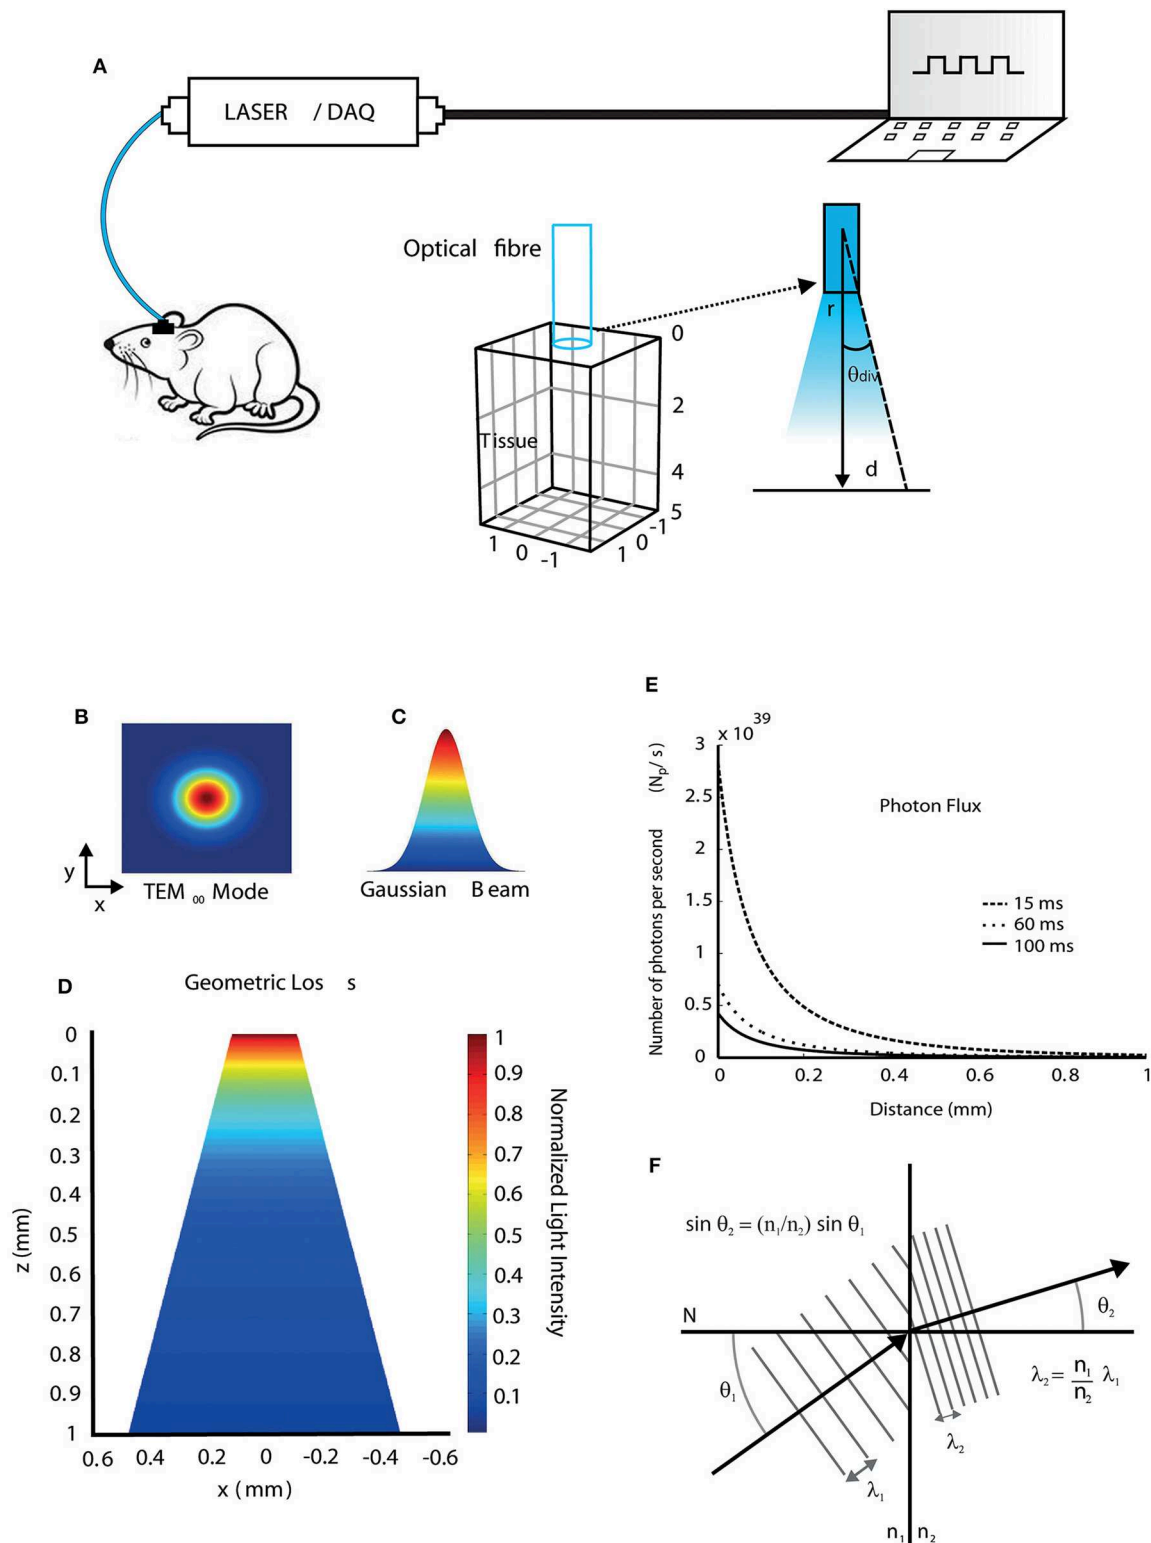 A
LASER / DAQ
Optical fibre
Tissue
0
2
4
5
1 0 -1
1 0 -1
r
θdiv
d
B
y
x
TEM 00 Mode
C
Gaussian B eam
D
Geometric Los s
0
0.1
0.2
0.3
0.4
0.5
0.6
0.7
0.8
0.9
1
z (mm)
0.6 0.4 0.2 0 -0.2 -0.4 -0.6
x (mm)
1
0.9
0.8
0.7
0.6
0.5
0.4
0.3
0.2
0.1
Normalized Light Intensity
E
x 10 39
3
2.5
2
1.5
1
0.5
0
Number of photons per second (Np/ s)
Photon Flux
15 ms
60 ms
100 ms
0 0.2 0.4 0.6 0.8 1
Distance (mm)
F
sin θ2 = (n1/n2) sin θ1
N
θ1
θ2
λ2 = n1/n2 λ1
λ2
λ1
n1 n2